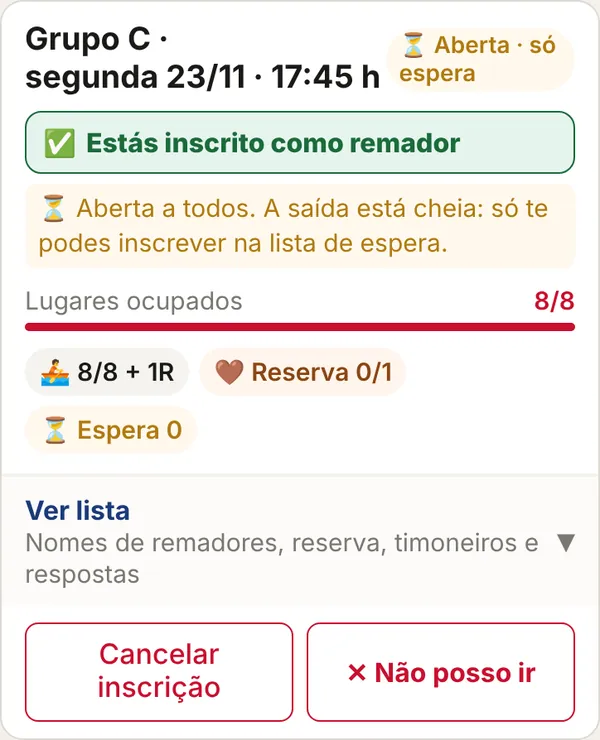 Grupo C ·
segunda 23/11 · 17:45 h
⏳ Aberta · só
espera
✅ Estás inscrito como remador
⏳ Aberta a todos. A saída está cheia: só te
podes inscrever na lista de espera.
Lugares ocupados 8/8
🚣 8/8 + 1R 🤎 Reserva 0/1
⏳ Espera 0
Ver lista
Nomes de remadores, reserva, timoneiros e ▼
respostas
Cancelar
inscrição
✕ Não posso ir